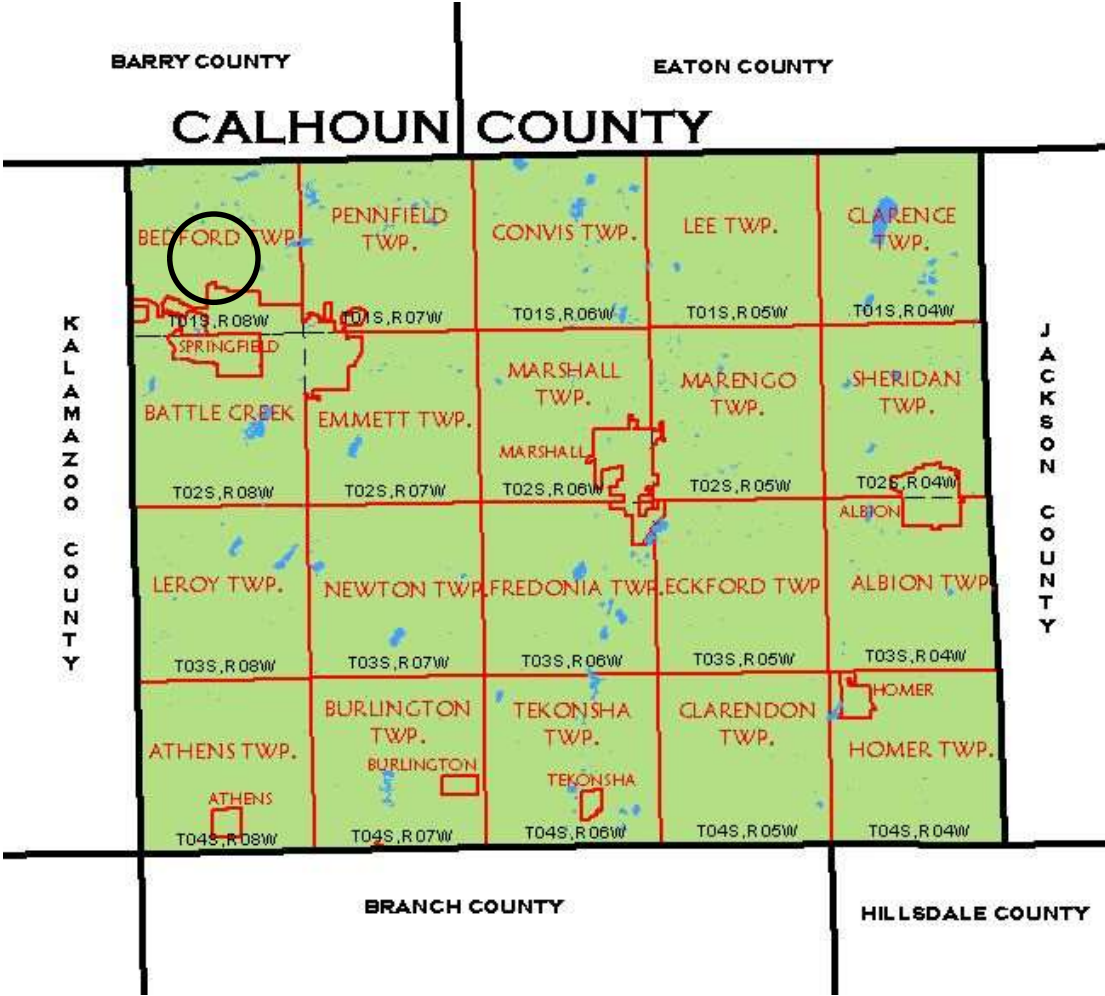 BARRY COUNTY
EATON COUNTY
CALHOUN COUNTY
BEDFORD TWP.
PENNFIELD
TWP.
CONVIS TWP.
LEE TWP.
CLARENCE
TWP.
T01S,R08W
T01S,R07W
T01S,R06W
T01S,R05W
T01S,R04W
KALAMAZOO COUNTY
JACKSON COUNTY
SPRINGFIELD
BATTLE CREEK
EMMETT TWP.
MARSHALL
TWP.
MARSHALL
MARENGO
TWP.
SHERIDAN
TWP.
T02S,R08W
T02S,R07W
T02S,R06W
T02S,R05W
T02S,R04W
ALBION
LEROY TWP.
NEWTON TWP.
FREDONIA TWP.
ECKFORD TWP
ALBION TWP.
T03S,R08W
T03S,R07W
T03S,R06W
T03S,R05W
T03S,R04W
HOMER
ATHENS TWP.
BURLINGTON
TWP.
BURLINGTON
TEKONSHA
TWP.
TEKONSHA
CLARENDON
TWP.
HOMER TWP.
ATHENS
T04S,R08W
T04S,R07W
T04S,R06W
T04S,R05W
T04S,R04W
BRANCH COUNTY
HILLSDALE COUNTY